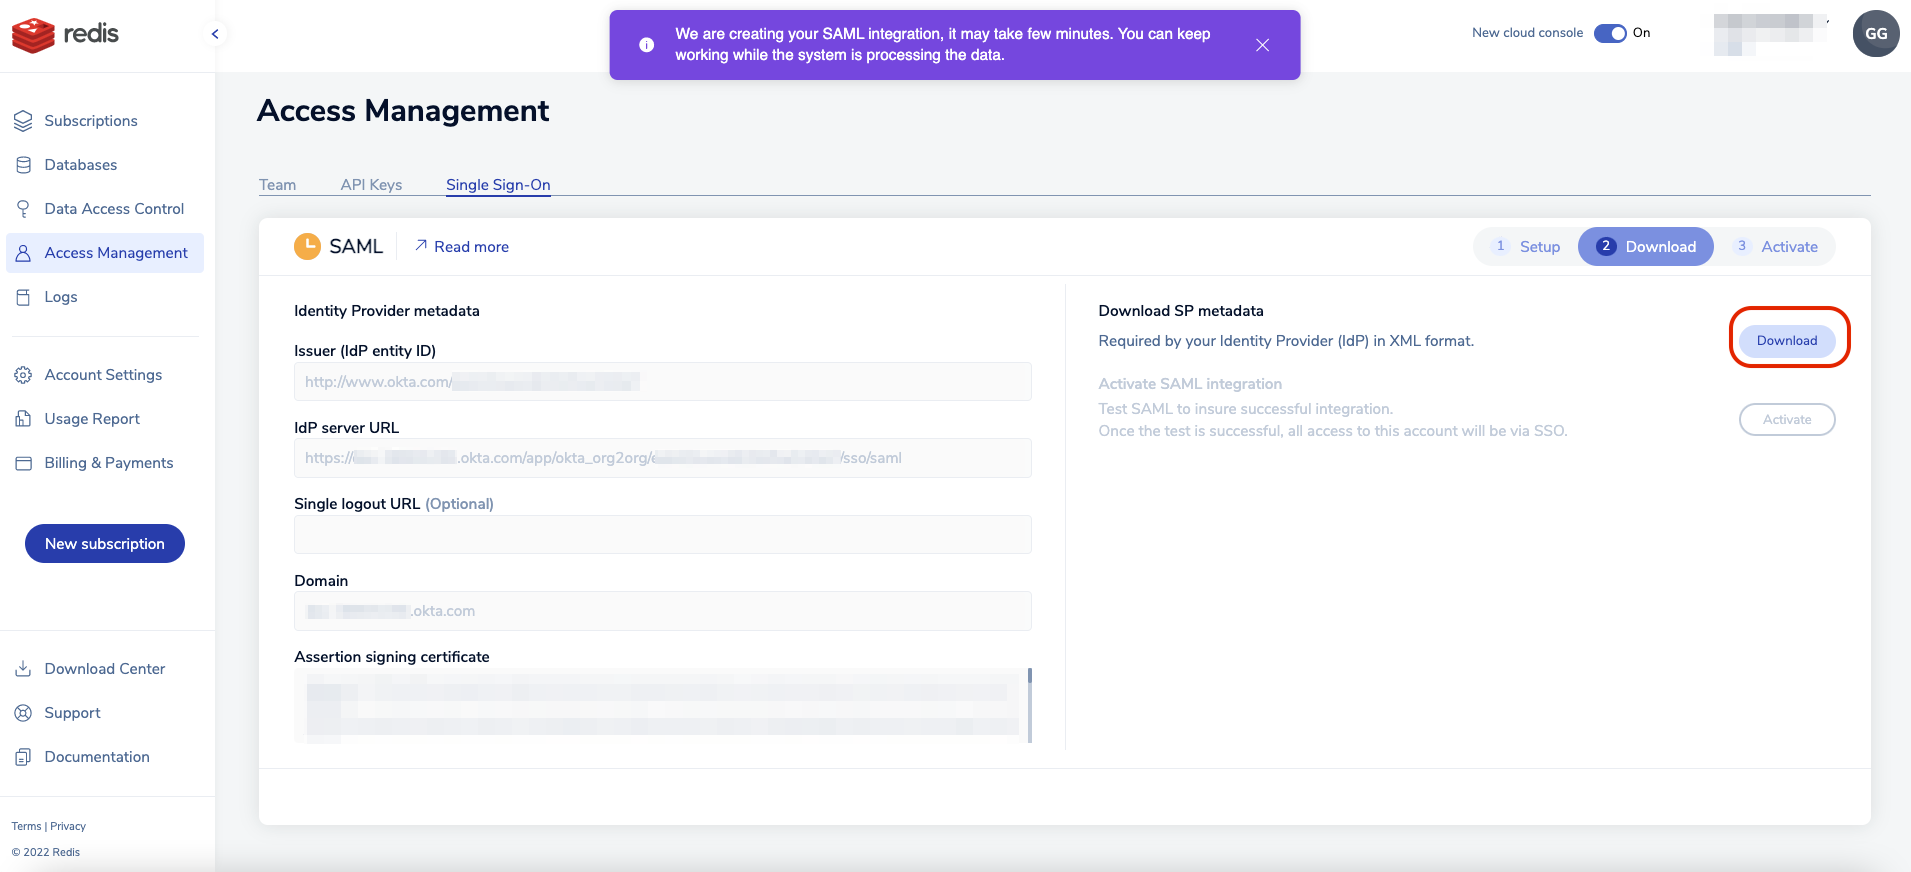 redis
We are creating your SAML integration, it may take few minutes. You can keep
working while the system is processing the data.
New cloud console
On
GG
Subscriptions
Databases
Data Access Control
Access Management
Logs
Account Settings
Usage Report
Billing & Payments
New subscription
Download Center
Support
Documentation
Terms | Privacy
© 2022 Redis
Access Management
Team
API Keys
Single Sign-On
SAML
Read more
1 Setup
2 Download
3 Activate
Identity Provider metadata
Issuer (IdP entity ID)
http://www.okta.com/
IdP server URL
https:// .okta.com/app/okta_org2org/ /sso/saml
Single logout URL (Optional)
Domain
.okta.com
Assertion signing certificate
Download SP metadata
Required by your Identity Provider (IdP) in XML format.
Download
Activate SAML integration
Test SAML to insure successful integration.
Once the test is successful, all access to this account will be via SSO.
Activate